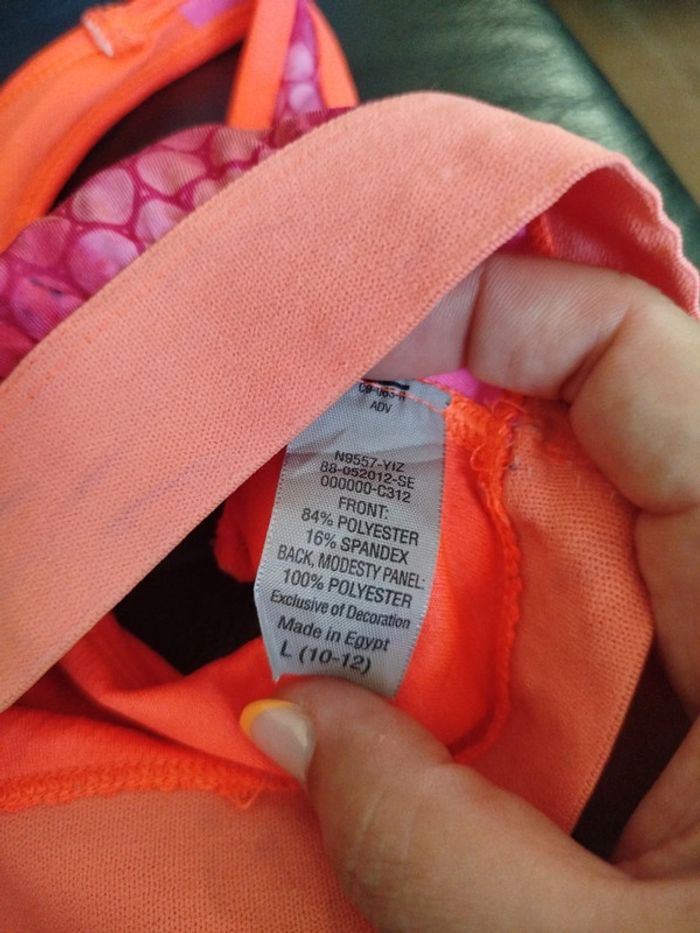 ADV
N9557-YIZ
88-052012-SE
000000-C312
FRONT:
84% POLYESTER
16% SPANDEX
BACK, MODESTY PANEL:
100% POLYESTER
Exclusive of Decoration
Made in Egypt
L (10-12)